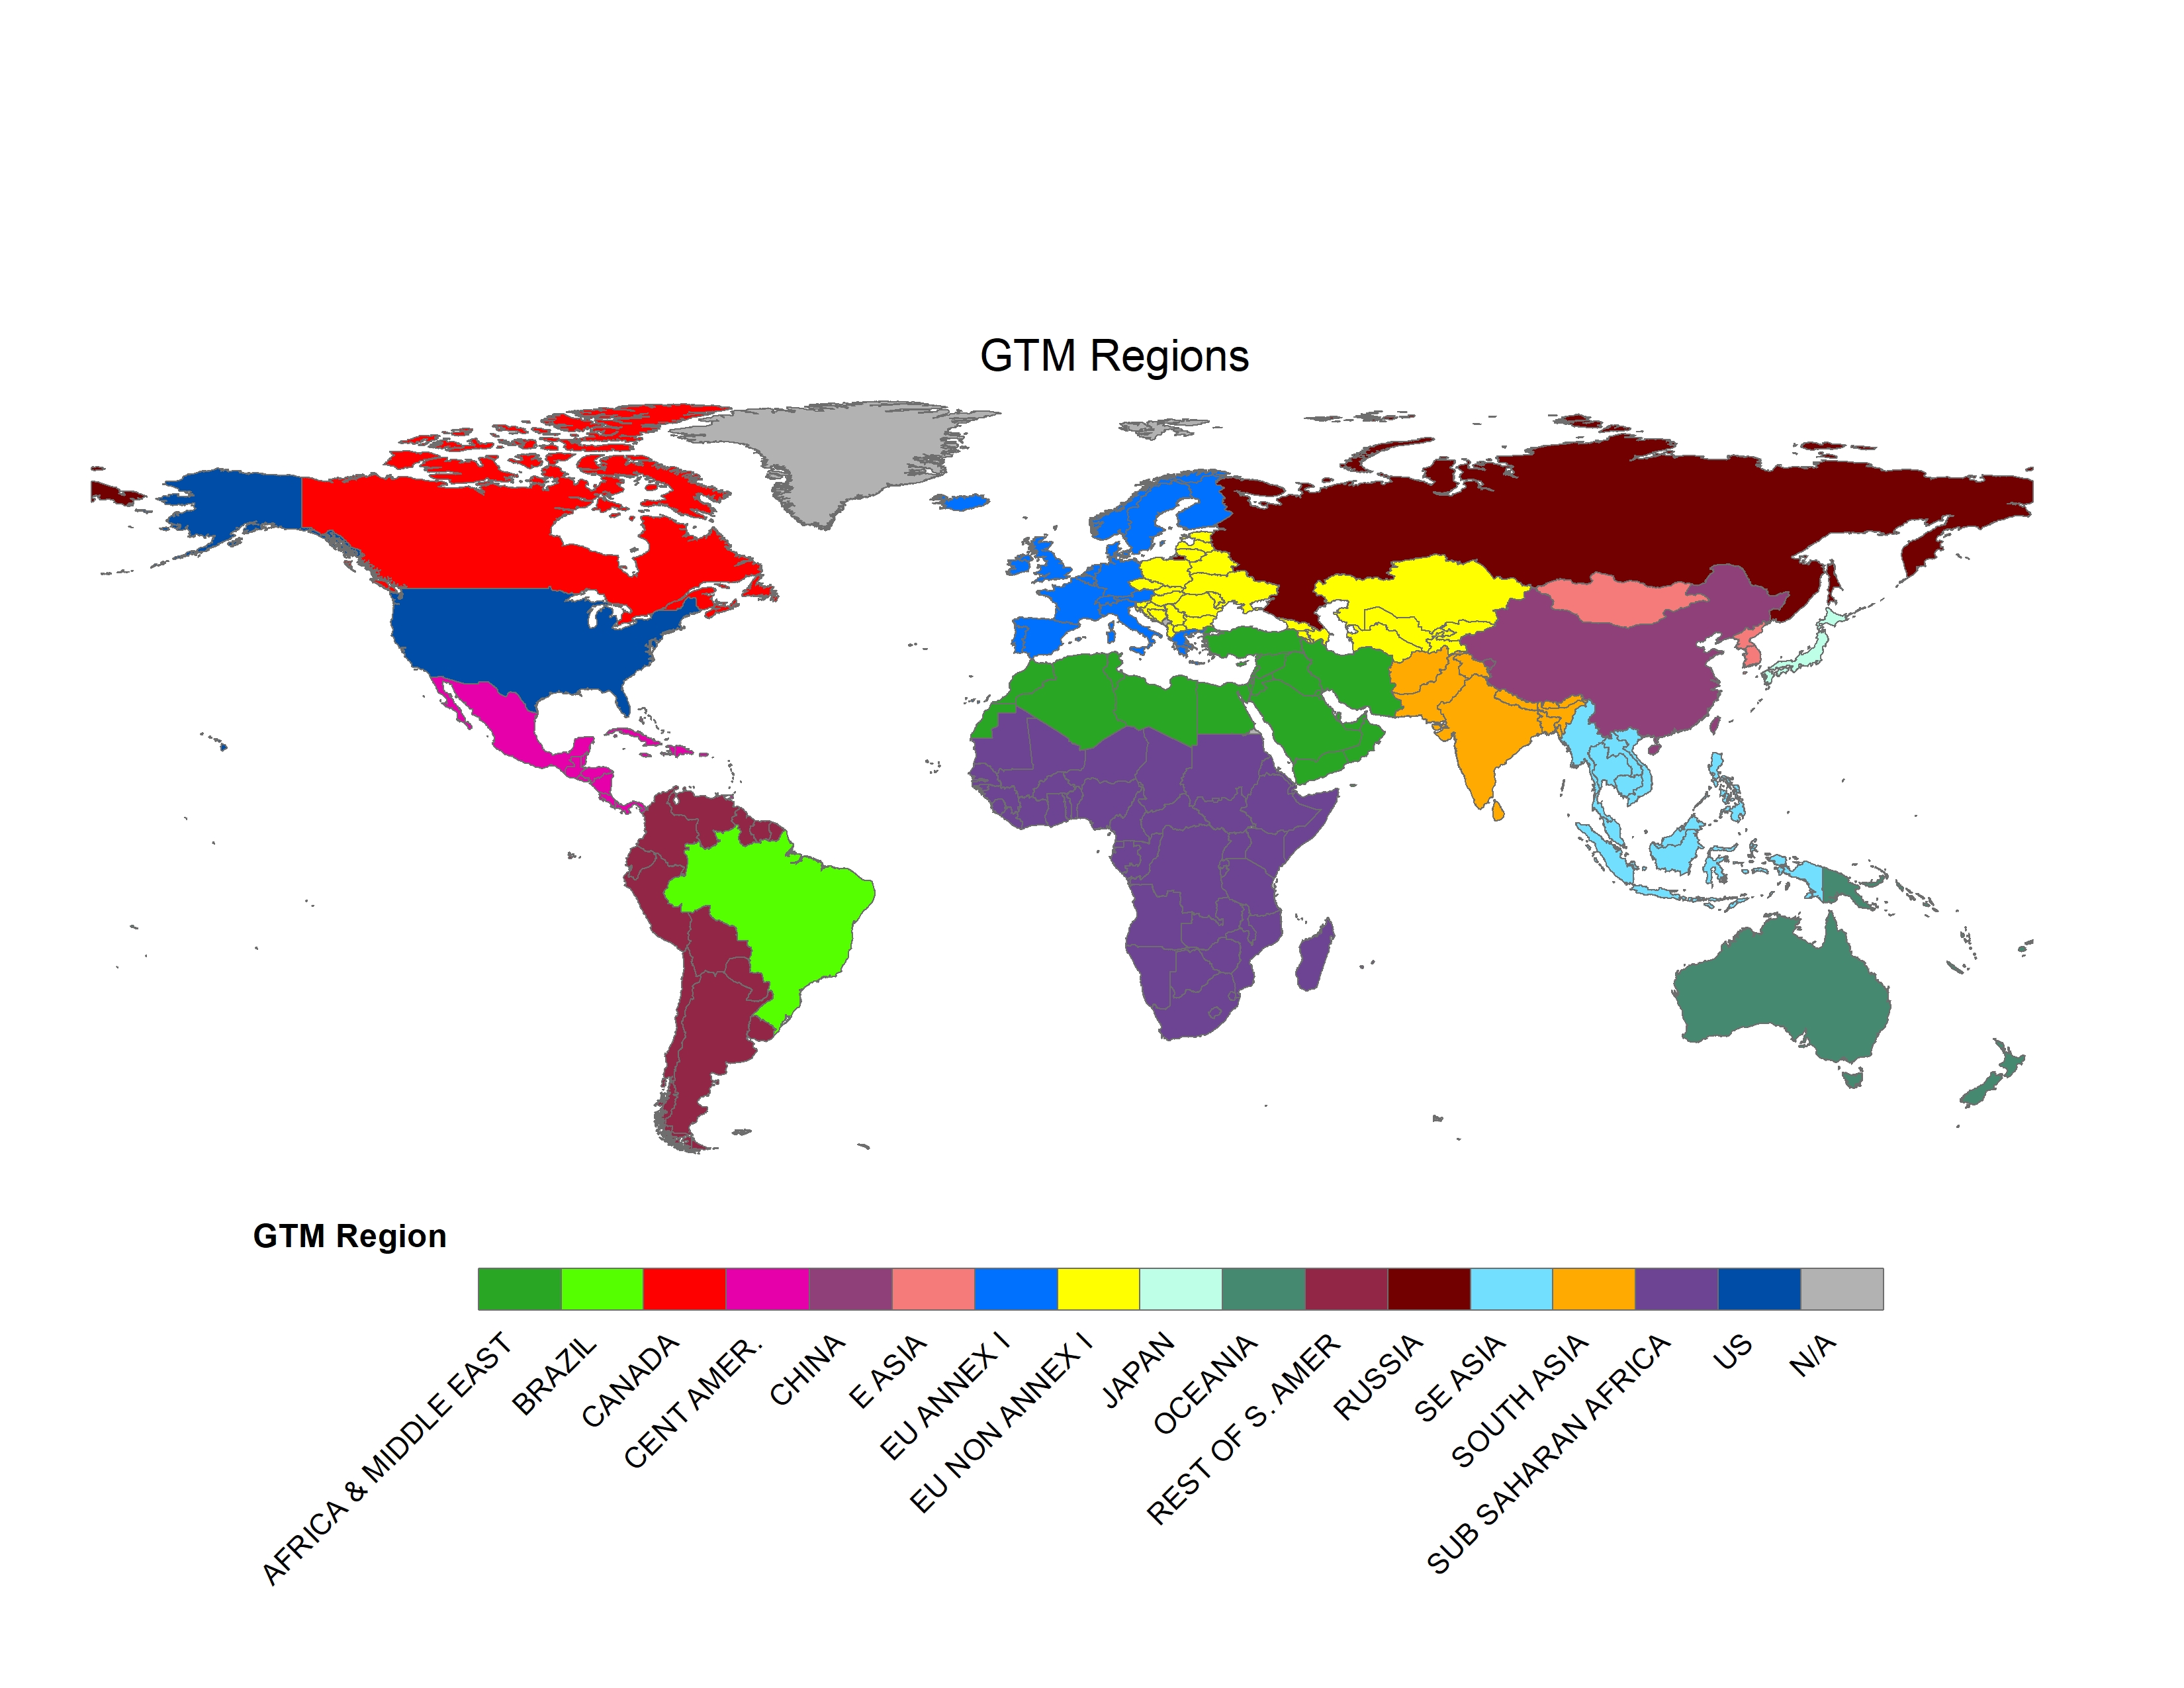 GTM Regions
GTM Region
AFRICA & MIDDLE EAST
BRAZIL
CANADA
CENT AMER.
CHINA
E ASIA
EU ANNEX I
EU NON ANNEX I
JAPAN
OCEANIA
REST OF S. AMER
RUSSIA
SE ASIA
SOUTH ASIA
SUB SAHARAN AFRICA
US
N/A